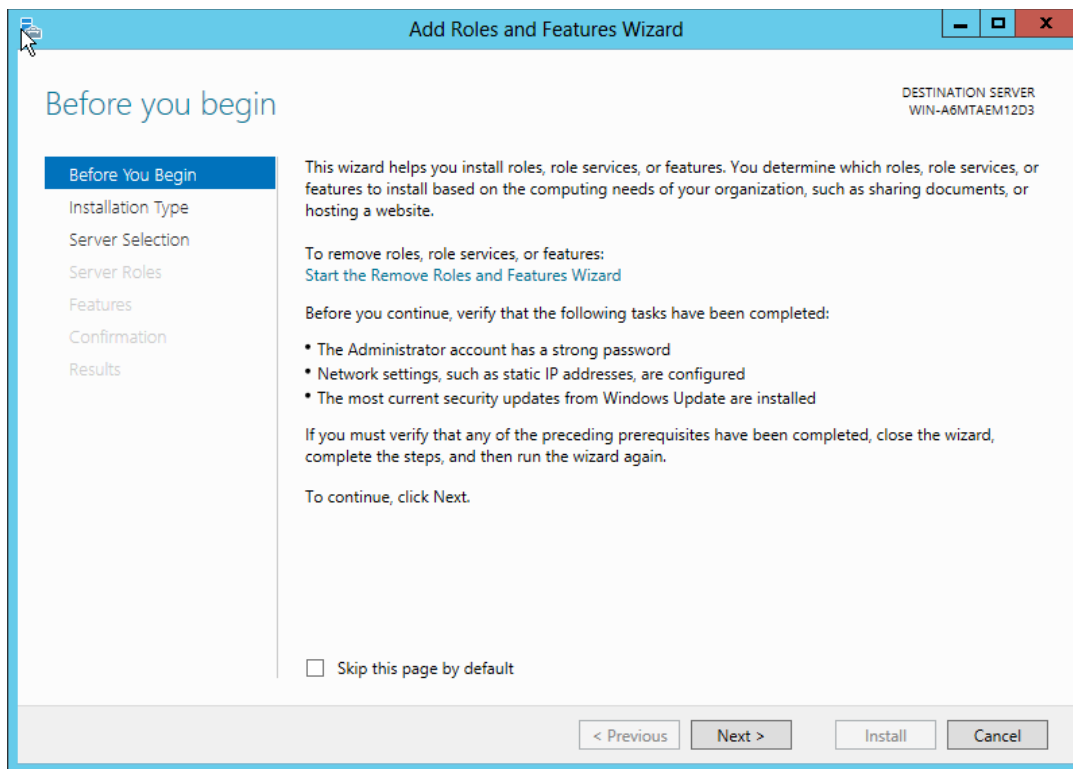 Add Roles and Features Wizard
Before you begin
DESTINATION SERVER
WIN-A6MTAEM12D3
Before You Begin
Installation Type
Server Selection
Server Roles
Features
Confirmation
Results
This wizard helps you install roles, role services, or features. You determine which roles, role services, or
features to install based on the computing needs of your organization, such as sharing documents, or
hosting a website.
To remove roles, role services, or features:
Start the Remove Roles and Features Wizard
Before you continue, verify that the following tasks have been completed:
• The Administrator account has a strong password
• Network settings, such as static IP addresses, are configured
• The most current security updates from Windows Update are installed
If you must verify that any of the preceding prerequisites have been completed, close the wizard,
complete the steps, and then run the wizard again.
To continue, click Next.
Skip this page by default
< Previous
Next >
Install
Cancel